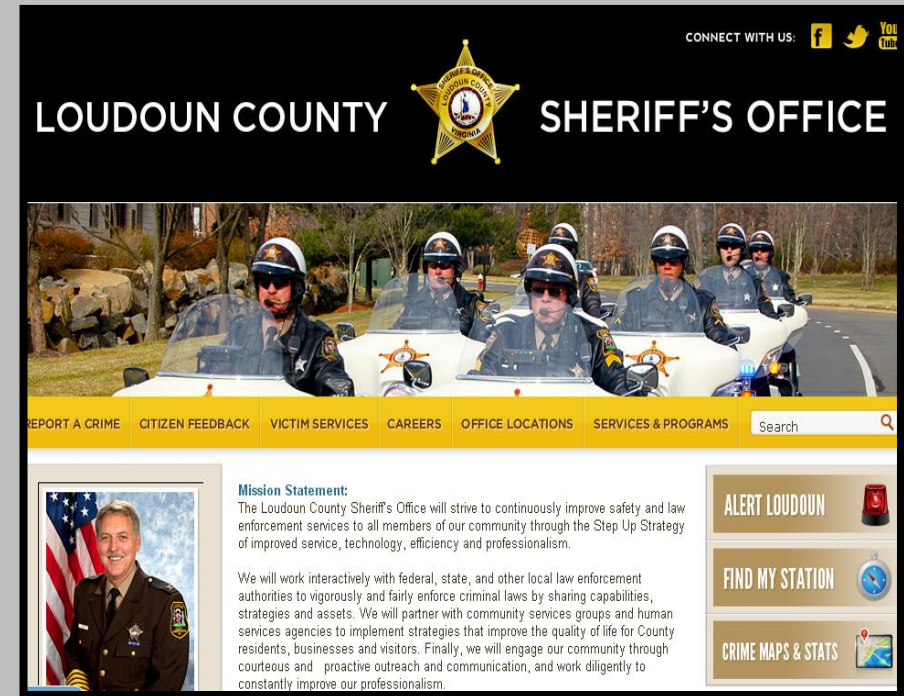 CONNECT WITH US:
f
You
Tube
LOUDOUN COUNTY
SHERIFF'S OFFICE
SHERIFF'S OFFICE
LOUDOUN COUNTY
VIRGINIA
REPORT A CRIME
CITIZEN FEEDBACK
VICTIM SERVICES
CAREERS
OFFICE LOCATIONS
SERVICES & PROGRAMS
Search
Mission Statement:
The Loudoun County Sheriff's Office will strive to continuously improve safety and law
enforcement services to all members of our community through the Step Up Strategy
of improved service, technology, efficiency and professionalism.
We will work interactively with federal, state, and other local law enforcement
authorities to vigorously and fairly enforce criminal laws by sharing capabilities,
strategies and assets. We will partner with community services groups and human
services agencies to implement strategies that improve the quality of life for County
residents, businesses and visitors. Finally, we will engage our community through
courteous and proactive outreach and communication, and work diligently to
constantly improve our professionalism.
ALERT LOUDOUN
FIND MY STATION
CRIME MAPS & STATS